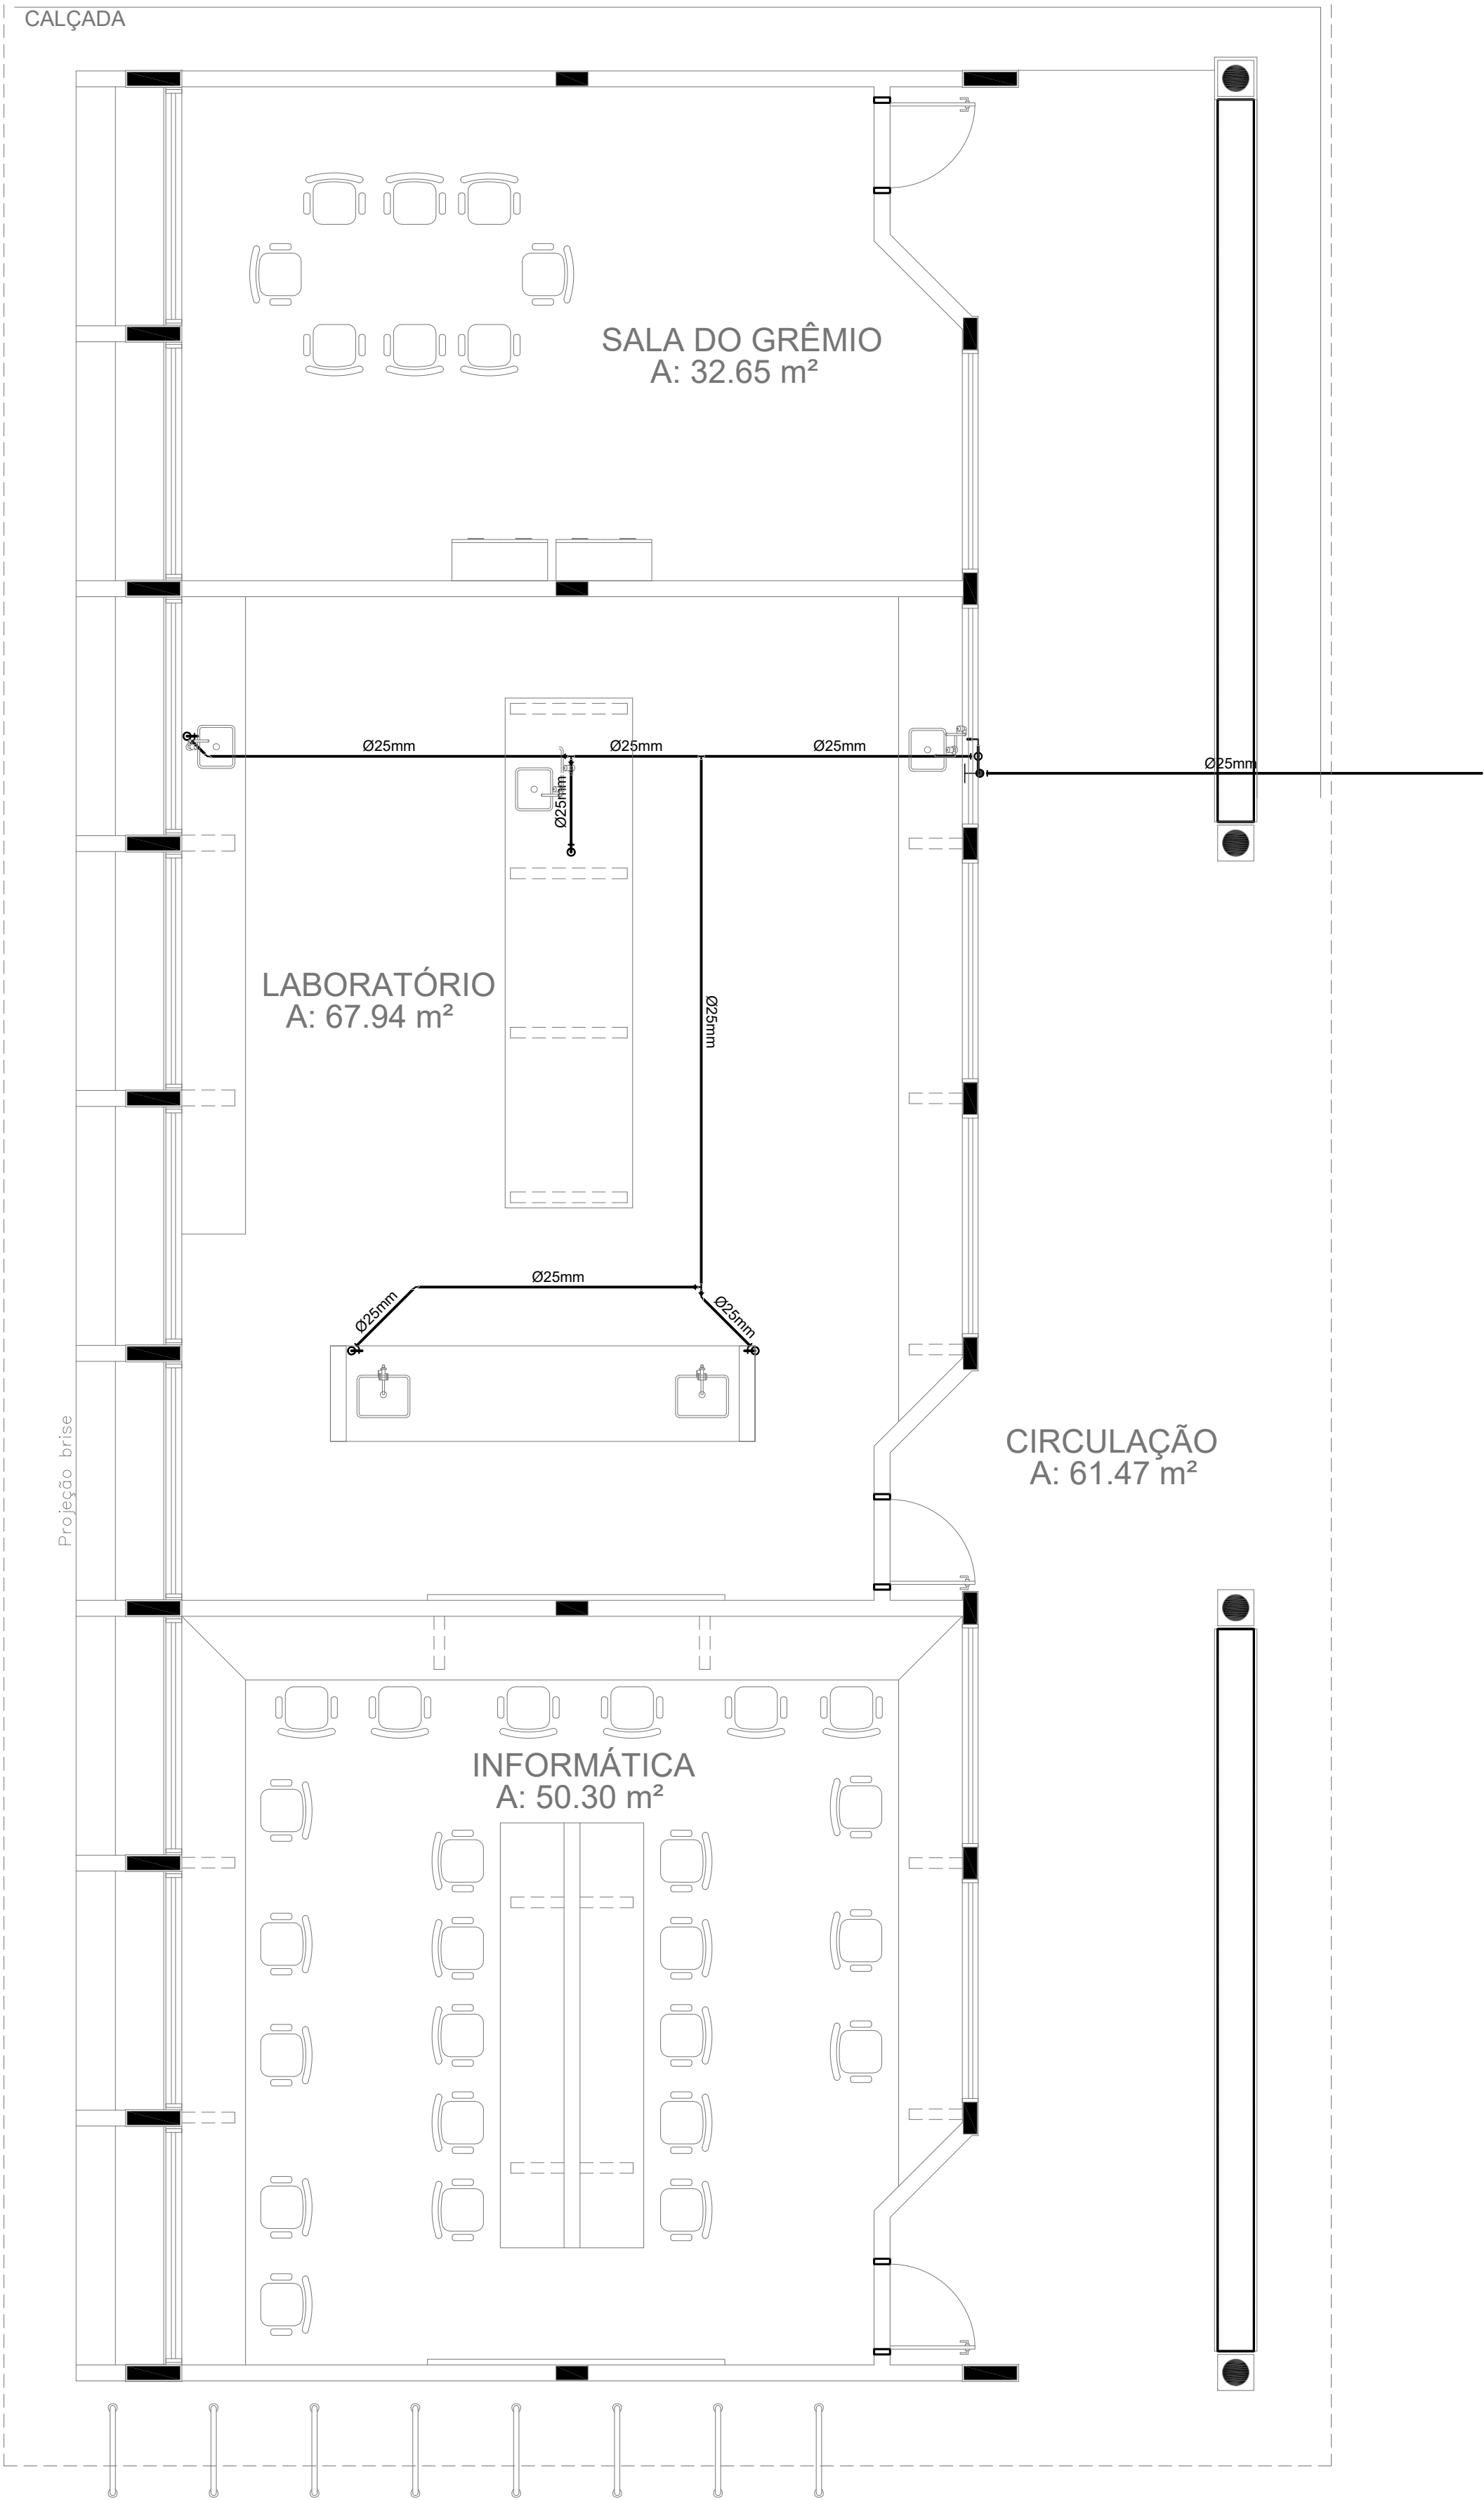 CALÇADA
SALA DO GRÊMIO
A: 32.65 m²
Ø25mm
Ø25mm
Ø25mm
Ø25mm
Ø25mm
LABORATÓRIO
A: 67.94 m²
Ø25mm
Ø25mm
Ø25mm
Ø25mm
Projeção brise
CIRCULAÇÃO
A: 61.47 m²
INFORMÁTICA
A: 50.30 m²